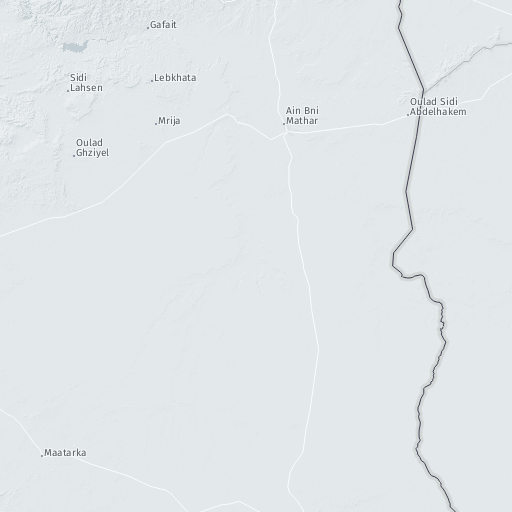 Gafait
Sidi
Lahsen
Lebkhata
Mrija
Ain Bni
Mathar
Oulad Sidi
Abdelhakem
Oulad
Ghziyel
Maatarka